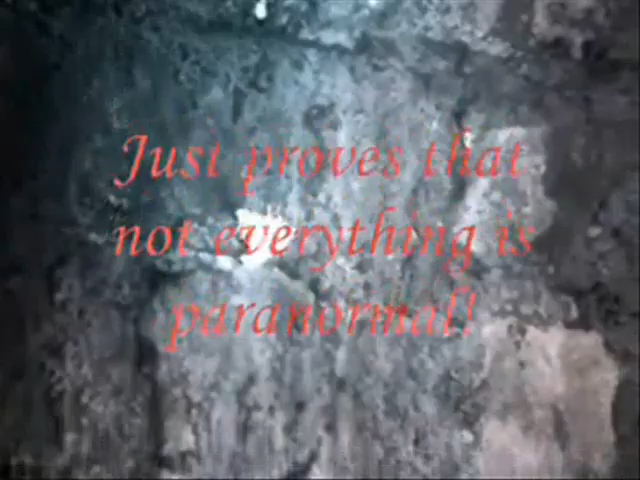 Just proves that
not everything is
paranormal!